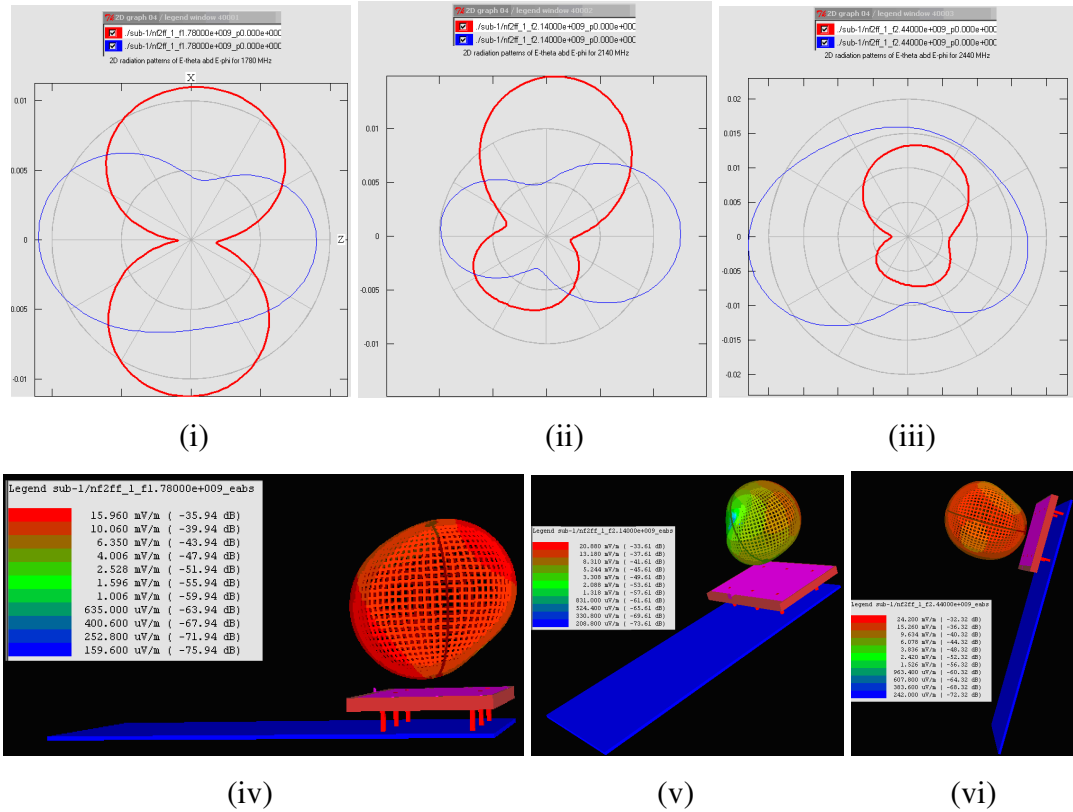 2D graph 04 / legend window 40001
./sub-1/nf2ff_1_f1.78000e+009_p0.000e+000
./sub-1/nf2ff_1_f1.78000e+009_p0.000e+000
2D radiation patterns of E-theta abd E-phi for 1780 MHz
X
0.01
0.005
0
Z
-0.005
-0.01
(i)
2D graph 04 / legend window 40002
./sub-1/nf2ff_1_f2.14000e+009_p0.000e+000
./sub-1/nf2ff_1_f2.14000e+009_p0.000e+000
2D radiation patterns of E-theta abd E-phi for 2140 MHz
0.01
0.005
0
-0.005
-0.01
(ii)
2D graph 04 / legend window 40003
./sub-1/nf2ff_1_f2.44000e+009_p0.000e+000
./sub-1/nf2ff_1_f2.44000e+009_p0.000e+000
2D radiation patterns of E-theta abd E-phi for 2440 MHz
0.02
0.015
0.01
0.005
0
-0.005
-0.01
-0.015
-0.02
(iii)
Legend sub-1/nf2ff_1_f1.78000e+009_eabs
15.960 mV/m ( -35.94 dB)
10.060 mV/m ( -39.94 dB)
6.350 mV/m ( -43.94 dB)
4.006 mV/m ( -47.94 dB)
2.528 mV/m ( -51.94 dB)
1.596 mV/m ( -55.94 dB)
1.006 mV/m ( -59.94 dB)
635.000 uV/m ( -63.94 dB)
400.600 uV/m ( -67.94 dB)
252.800 uV/m ( -71.94 dB)
159.600 uV/m ( -75.94 dB)
(iv)
Legend sub-1/nf2ff_1_f2.14000e+009_eabs
20.880 mV/m ( -33.61 dB)
13.180 mV/m ( -37.61 dB)
8.310 mV/m ( -41.61 dB)
5.244 mV/m ( -45.61 dB)
3.308 mV/m ( -49.61 dB)
2.088 mV/m ( -53.61 dB)
1.318 mV/m ( -57.61 dB)
831.000 uV/m ( -61.61 dB)
524.400 uV/m ( -65.61 dB)
330.800 uV/m ( -69.61 dB)
208.800 uV/m ( -73.61 dB)
(v)
Legend sub-1/nf2ff_1_f2.44000e+009_eabs
24.200 mV/m ( -32.32 dB)
15.260 mV/m ( -36.32 dB)
9.634 mV/m ( -40.32 dB)
6.078 mV/m ( -44.32 dB)
3.836 mV/m ( -48.32 dB)
2.420 mV/m ( -52.32 dB)
1.526 mV/m ( -56.32 dB)
963.400 uV/m ( -60.32 dB)
607.800 uV/m ( -64.32 dB)
383.600 uV/m ( -68.32 dB)
242.000 uV/m ( -72.32 dB)
(vi)